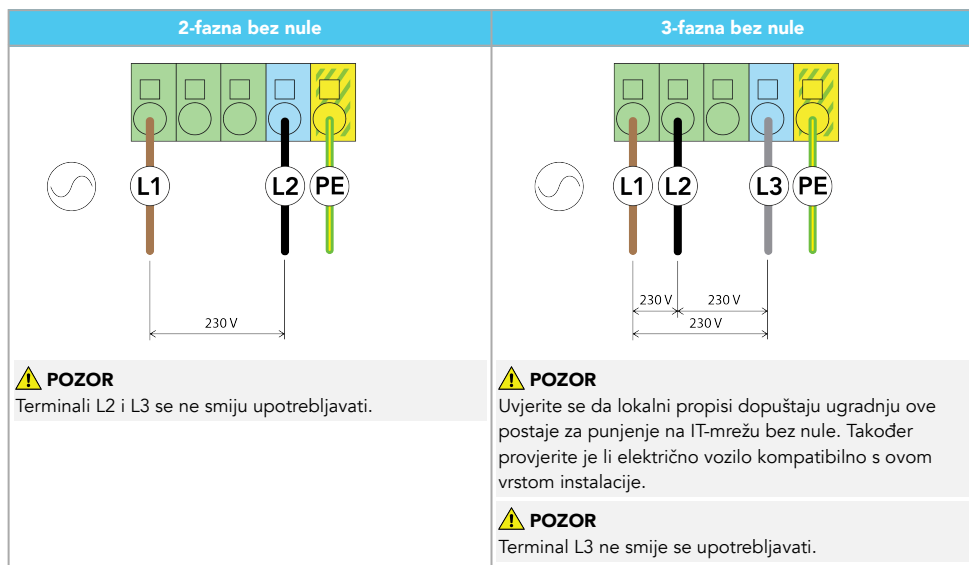 2-fazna bez nule
L1
L2
PE
230 V
POZOR
Terminali L2 i L3 se ne smiju upotrebljavati.
3-fazna bez nule
L1
L2
L3
PE
230 V
230 V
230 V
POZOR
Uvjerite se da lokalni propisi dopuštaju ugradnju ove
postaje za punjenje na IT-mrežu bez nule. Također
provjerite je li električno vozilo kompatibilno s ovom
vrstom instalacije.
POZOR
Terminal L3 ne smije se upotrebljavati.